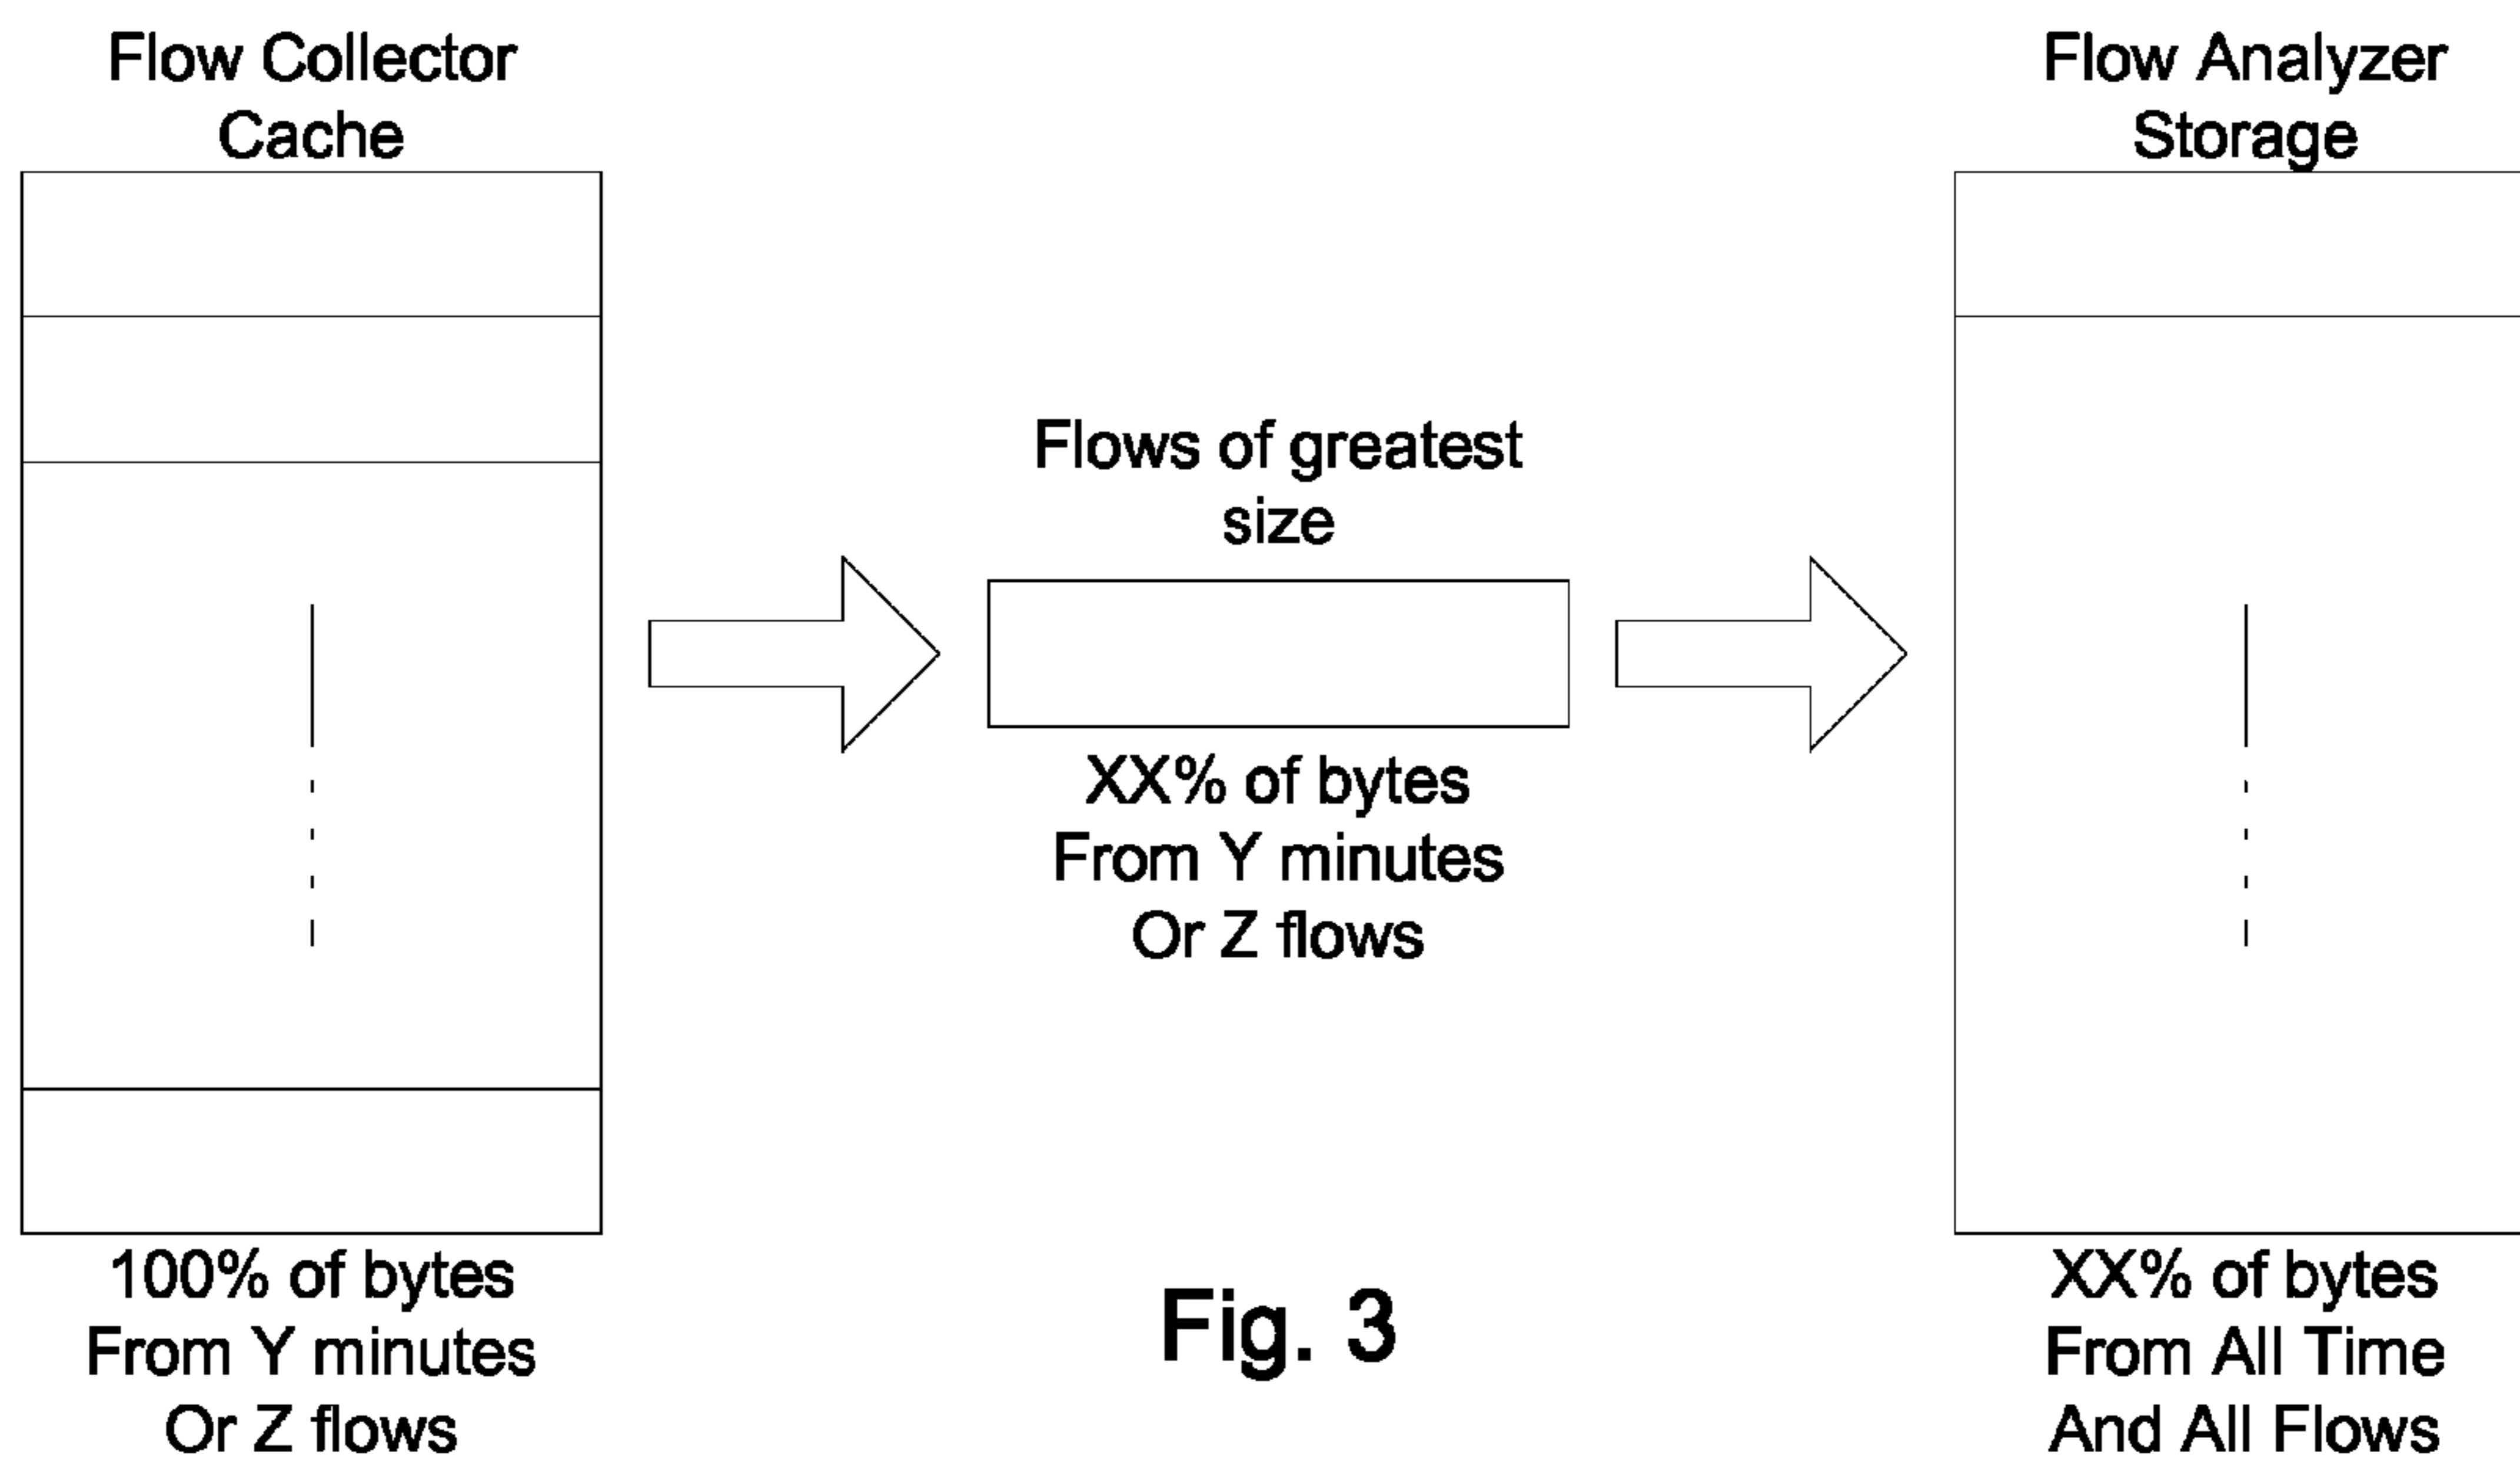 Flow Collector
Cache
100% of bytes
From Y minutes
Or Z flows
Flows of greatest
size
XX% of bytes
From Y minutes
Or Z flows
Flow Analyzer
Storage
XX% of bytes
From All Time
And All Flows
Fig. 3